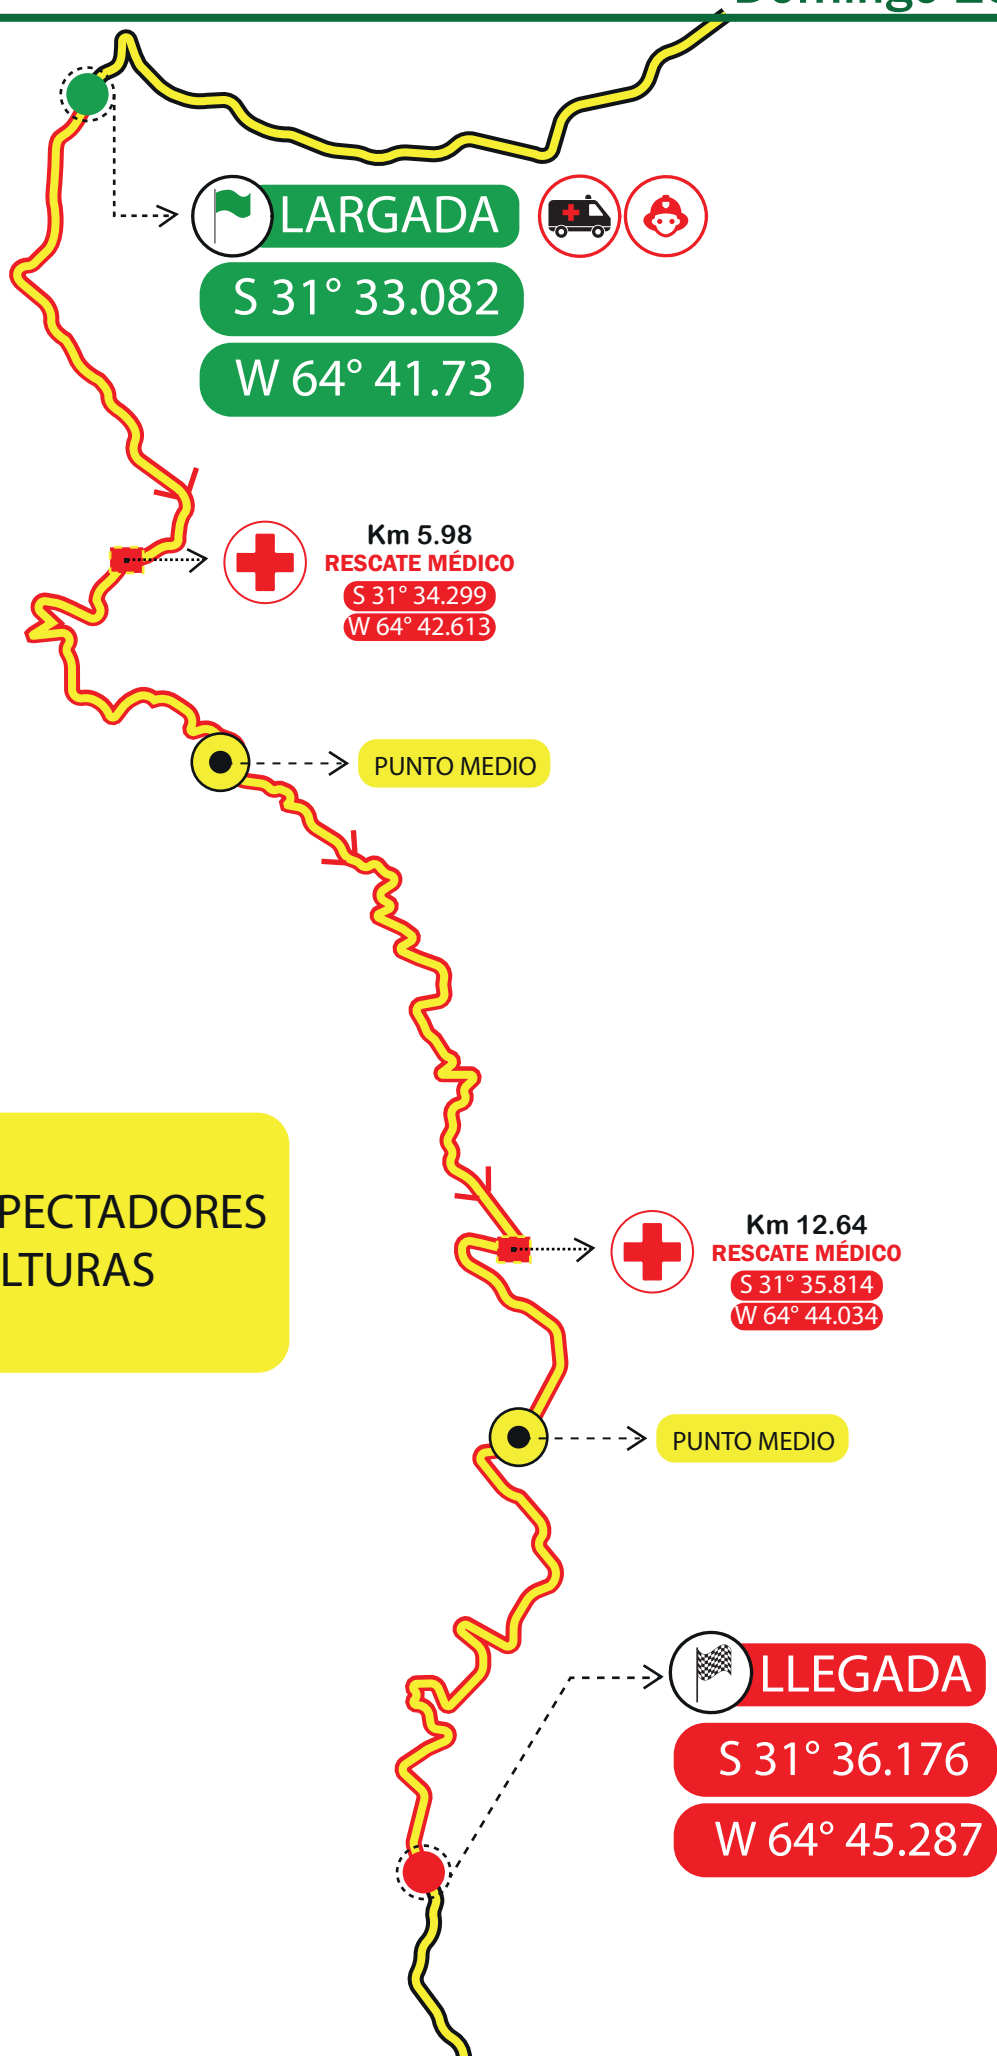 Domingo
LARGADA
S 31° 33.082
W 64° 41.73
Km 5.98
RESCATE MÉDICO
S 31° 34.299
W 64° 42.613
PUNTO MEDIO
PECTADORES
LTURAS
Km 12.64
RESCATE MÉDICO
S 31° 35.814
W 64° 44.034
PUNTO MEDIO
LLEGADA
S 31° 36.176
W 64° 45.287